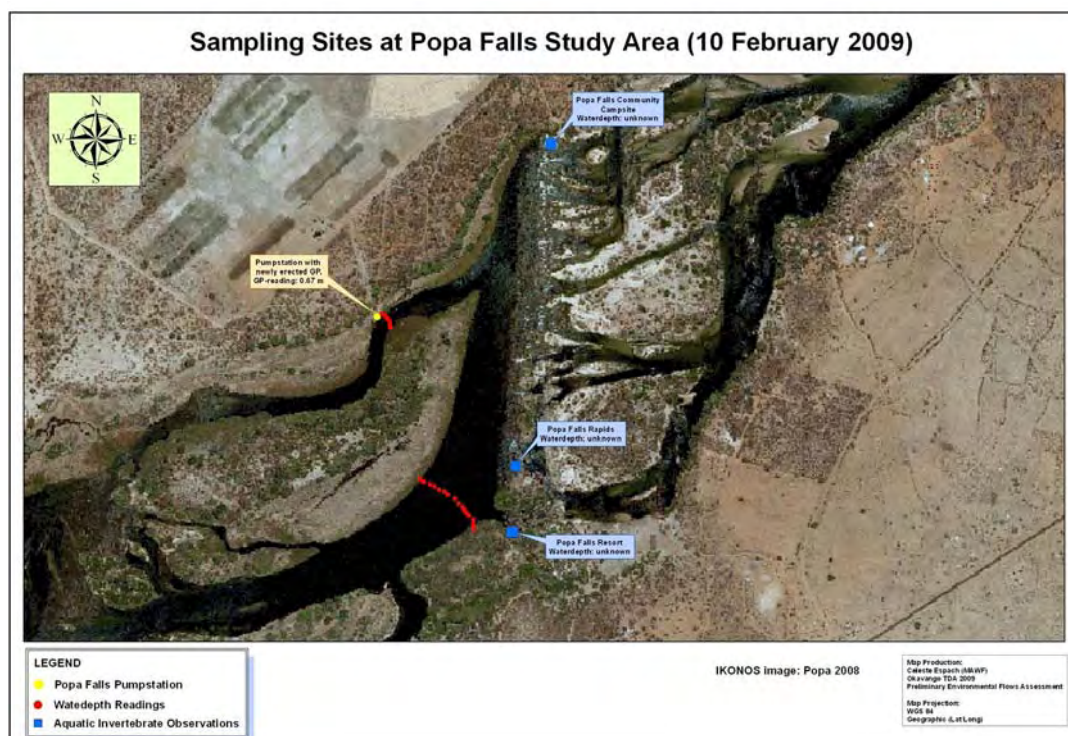 Sampling Sites at Popa Falls Study Area (10 February 2009)
N
W
E
S
Popa Falls Community
Campsite
Waterdepth: unknown
Pumpstation with
newly erected GP,
GP-reading: 0.67 m
Popa Falls Rapids
Waterdepth: unknown
Popa Falls Resort
Waterdepth: unknown
LEGEND
Popa Falls Pumpstation
Watedepth Readings
Aquatic Invertebrate Observations
IKONOS image: Popa 2008
Map Production:
Celeste Espach (MAWF)
Okavango TDA 2009
Preliminary Environmental Flows Assessment
Map Projection:
WGS 84
Geographic (Lat Long)